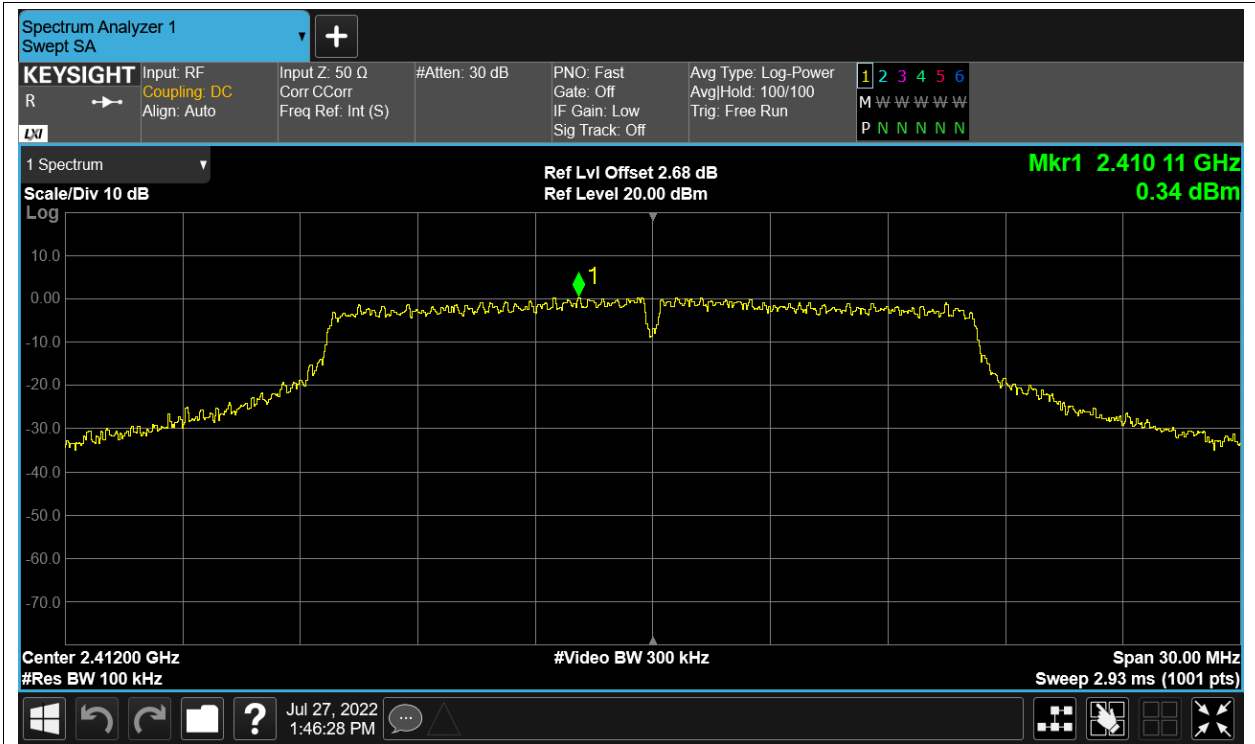 Spectrum Analyzer 1
Swept SA
+
KEYSIGHT
R
LXI
Input: RF
Coupling: DC
Align: Auto
Input Z: 50 Ω
Corr CCorr
Freq Ref: Int (S)
#Atten: 30 dB
PNO: Fast
Gate: Off
IF Gain: Low
Sig Track: Off
Avg Type: Log-Power
Avg|Hold: 100/100
Trig: Free Run
1 2 3 4 5 6
M W W W W W
P N N N N N
1 Spectrum
Scale/Div 10 dB
Log
Ref Lvl Offset 2.68 dB
Ref Level 20.00 dBm
Mkr1 2.410 11 GHz
0.34 dBm
10.0
0.00
-10.0
-20.0
-30.0
-40.0
-50.0
-60.0
-70.0
1
Center 2.41200 GHz
#Video BW 300 kHz
Span 30.00 MHz
#Res BW 100 kHz
Sweep 2.93 ms (1001 pts)
?
Jul 27, 2022
1:46:28 PM